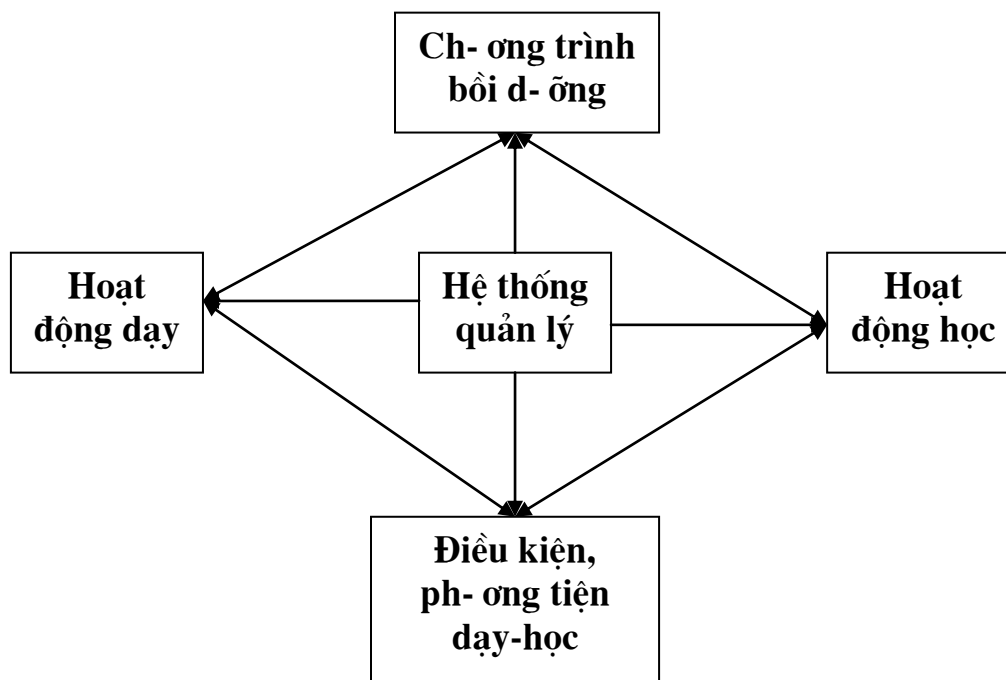 Ch- ơng trình
bồi d- ỡng
Hoạt
động dạy
Hệ thống
quản lý
Hoạt
động học
Điều kiện,
ph- ơng tiện
dạy-học